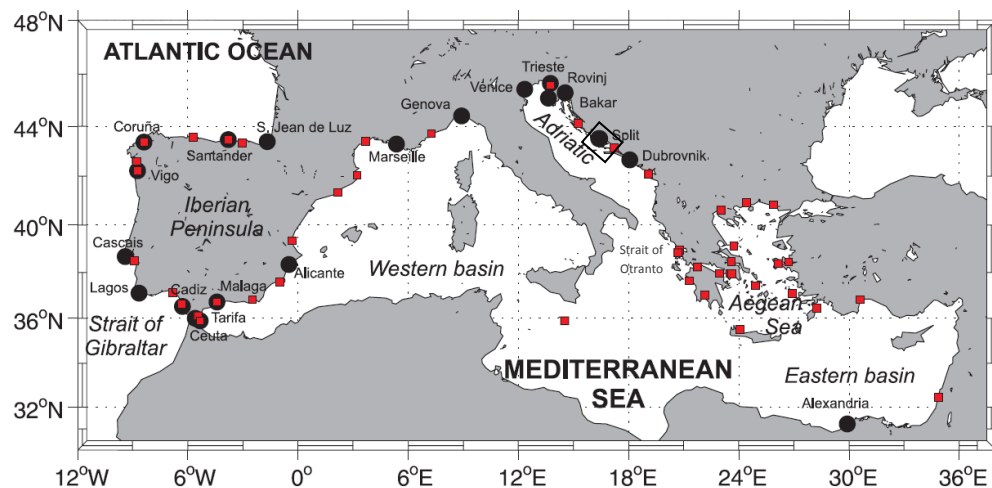 48°N
44°N
40°N
36°N
32°N
12°W
6°W
0°
6°E
12°E
18°E
24°E
30°E
36°E
ATLANTIC OCEAN
Trieste
Venice
Rovinj
Bakar
Genova
Coruña
S. Jean de Luz
Santander
Marseille
Adriatic
Split
Dubrovnik
Vigo
Iberian
Peninsula
Cascais
Alicante
Western basin
Strait of
Otranto
Lagos
Cadiz
Malaga
Tarifa
Ceuta
Strait of
Gibraltar
Aegean
Sea
MEDITERRANEAN
SEA
Eastern basin
Alexandria